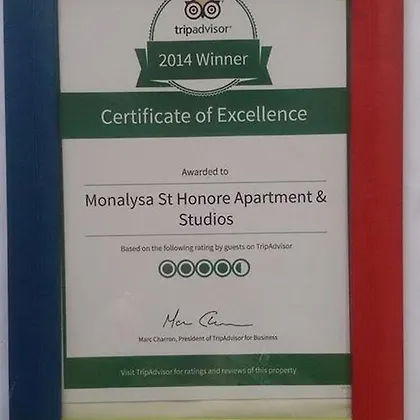 tripadvisor
2014 Winner
Certificate of Excellence
Awarded to
Monalysa St Honore Apartment &
Studios
Based on the following rating by guests on TripAdvisor
Marc Charron, President of TripAdvisor for Business
Visit TripAdvisor for ratings and reviews of this property